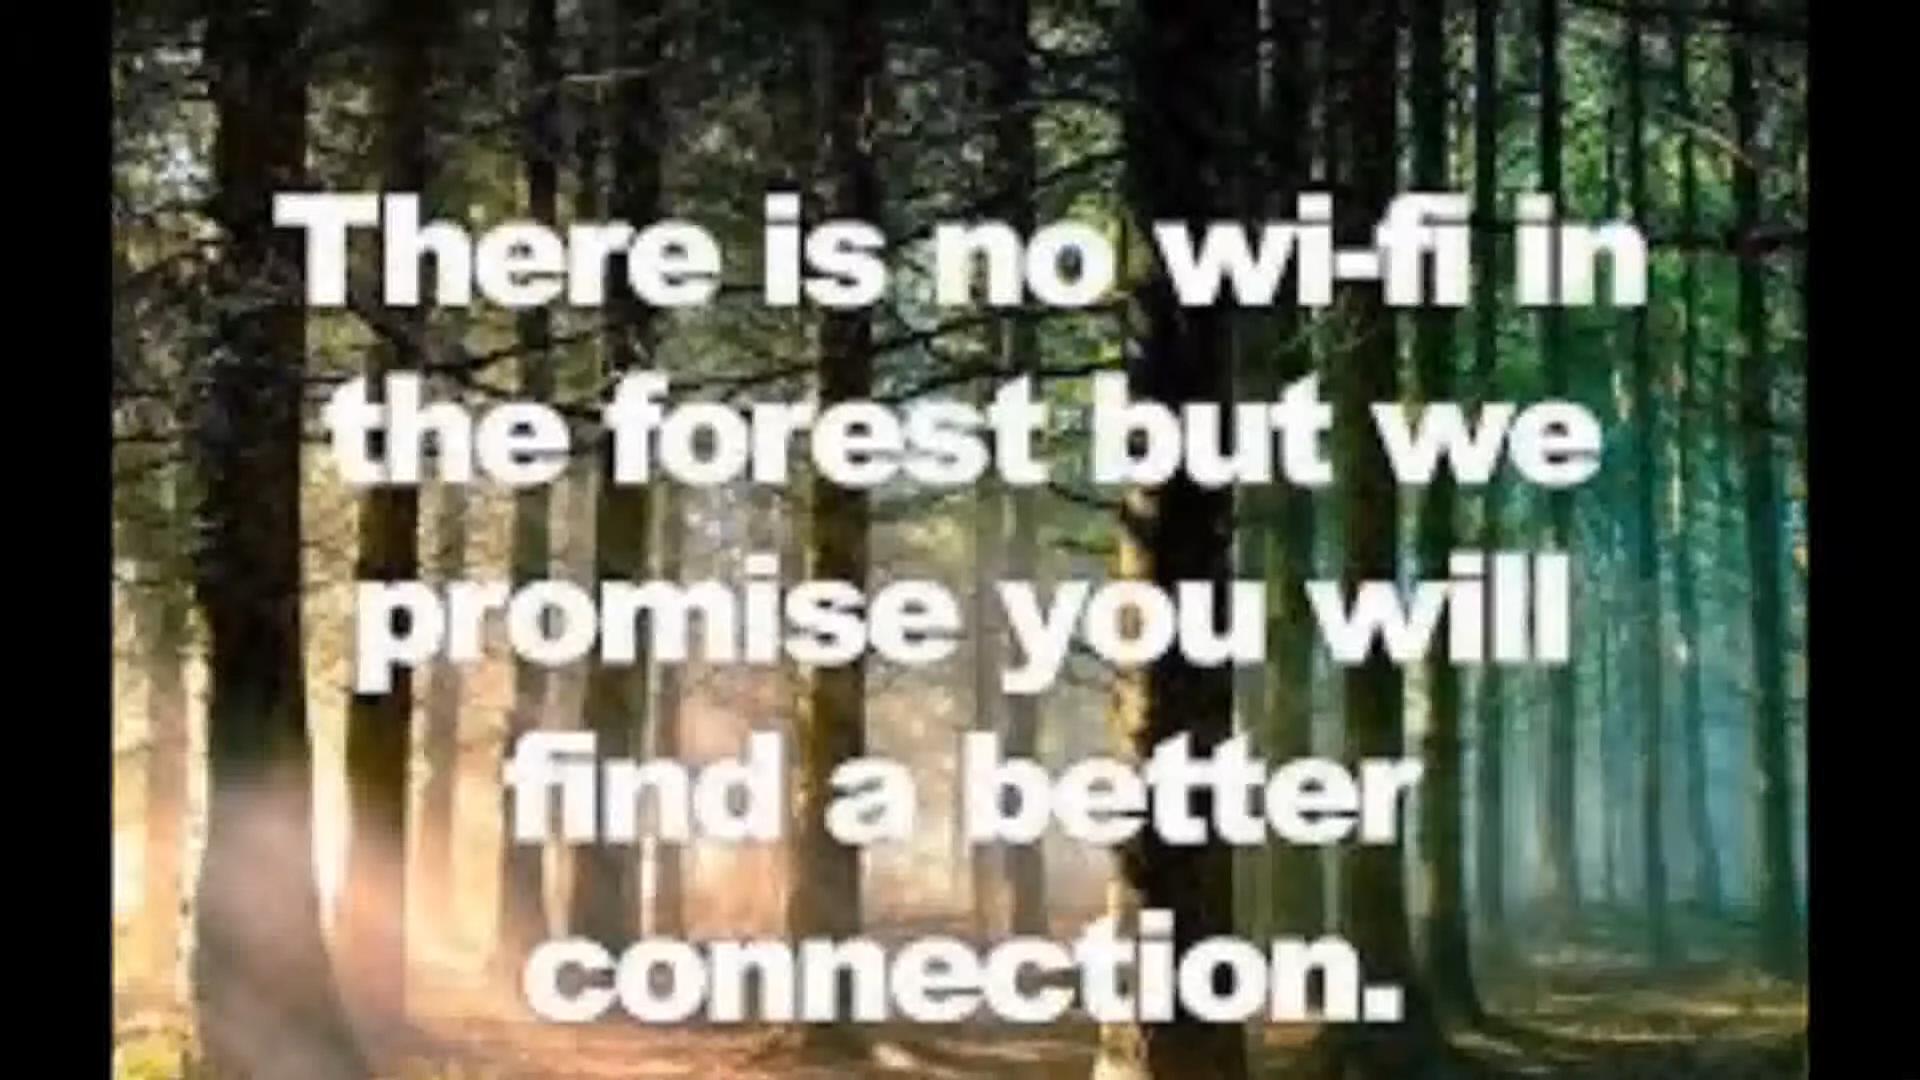 There is no wi-fi in
the forest but we
promise you will
find a better
connection.